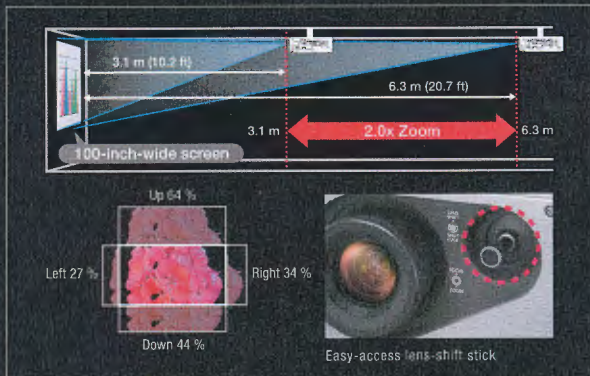 3.1 m (10.2 ft)
6.3 m (20.7 ft)
3.1 m
2.0x Zoom
6.3 m
100-inch-wide screen
Up 64 %
Left 27 %
Right 34 %
Down 44 %
Easy-access lens-shift stick